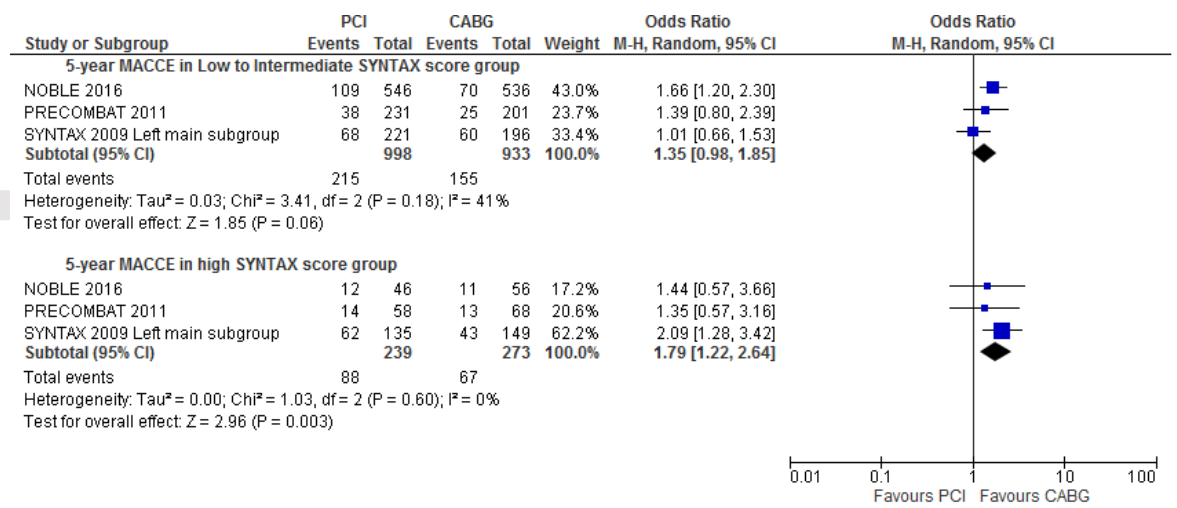 PCI CABG Odds Ratio Odds Ratio
Study or Subgroup Events Total Events Total Weight M-H, Random, 95% CI M-H, Random, 95% CI
5-year MACCE in Low to Intermediate SYNTAX score group
NOBLE 2016 109 546 70 536 43.0% 1.66 [1.20, 2.30]
PRECOMBAT 2011 38 231 25 201 23.7% 1.39 [0.80, 2.39]
SYNTAX 2009 Left main subgroup 68 221 60 196 33.4% 1.01 [0.66, 1.53]
Subtotal (95% CI) 998 933 100.0% 1.35 [0.98, 1.85]
Total events 215 155
Heterogeneity: Tau² = 0.03; Chi² = 3.41, df = 2 (P = 0.18); I² = 41%
Test for overall effect: Z = 1.85 (P = 0.06)
5-year MACCE in high SYNTAX score group
NOBLE 2016 12 46 11 56 17.2% 1.44 [0.57, 3.66]
PRECOMBAT 2011 14 58 13 68 20.6% 1.35 [0.57, 3.16]
SYNTAX 2009 Left main subgroup 62 135 43 149 62.2% 2.09 [1.28, 3.42]
Subtotal (95% CI) 239 273 100.0% 1.79 [1.22, 2.64]
Total events 88 67
Heterogeneity: Tau² = 0.00; Chi² = 1.03, df = 2 (P = 0.60); I² = 0%
Test for overall effect: Z = 2.96 (P = 0.003)
0.01 0.1 1 10 100
Favours PCI Favours CABG